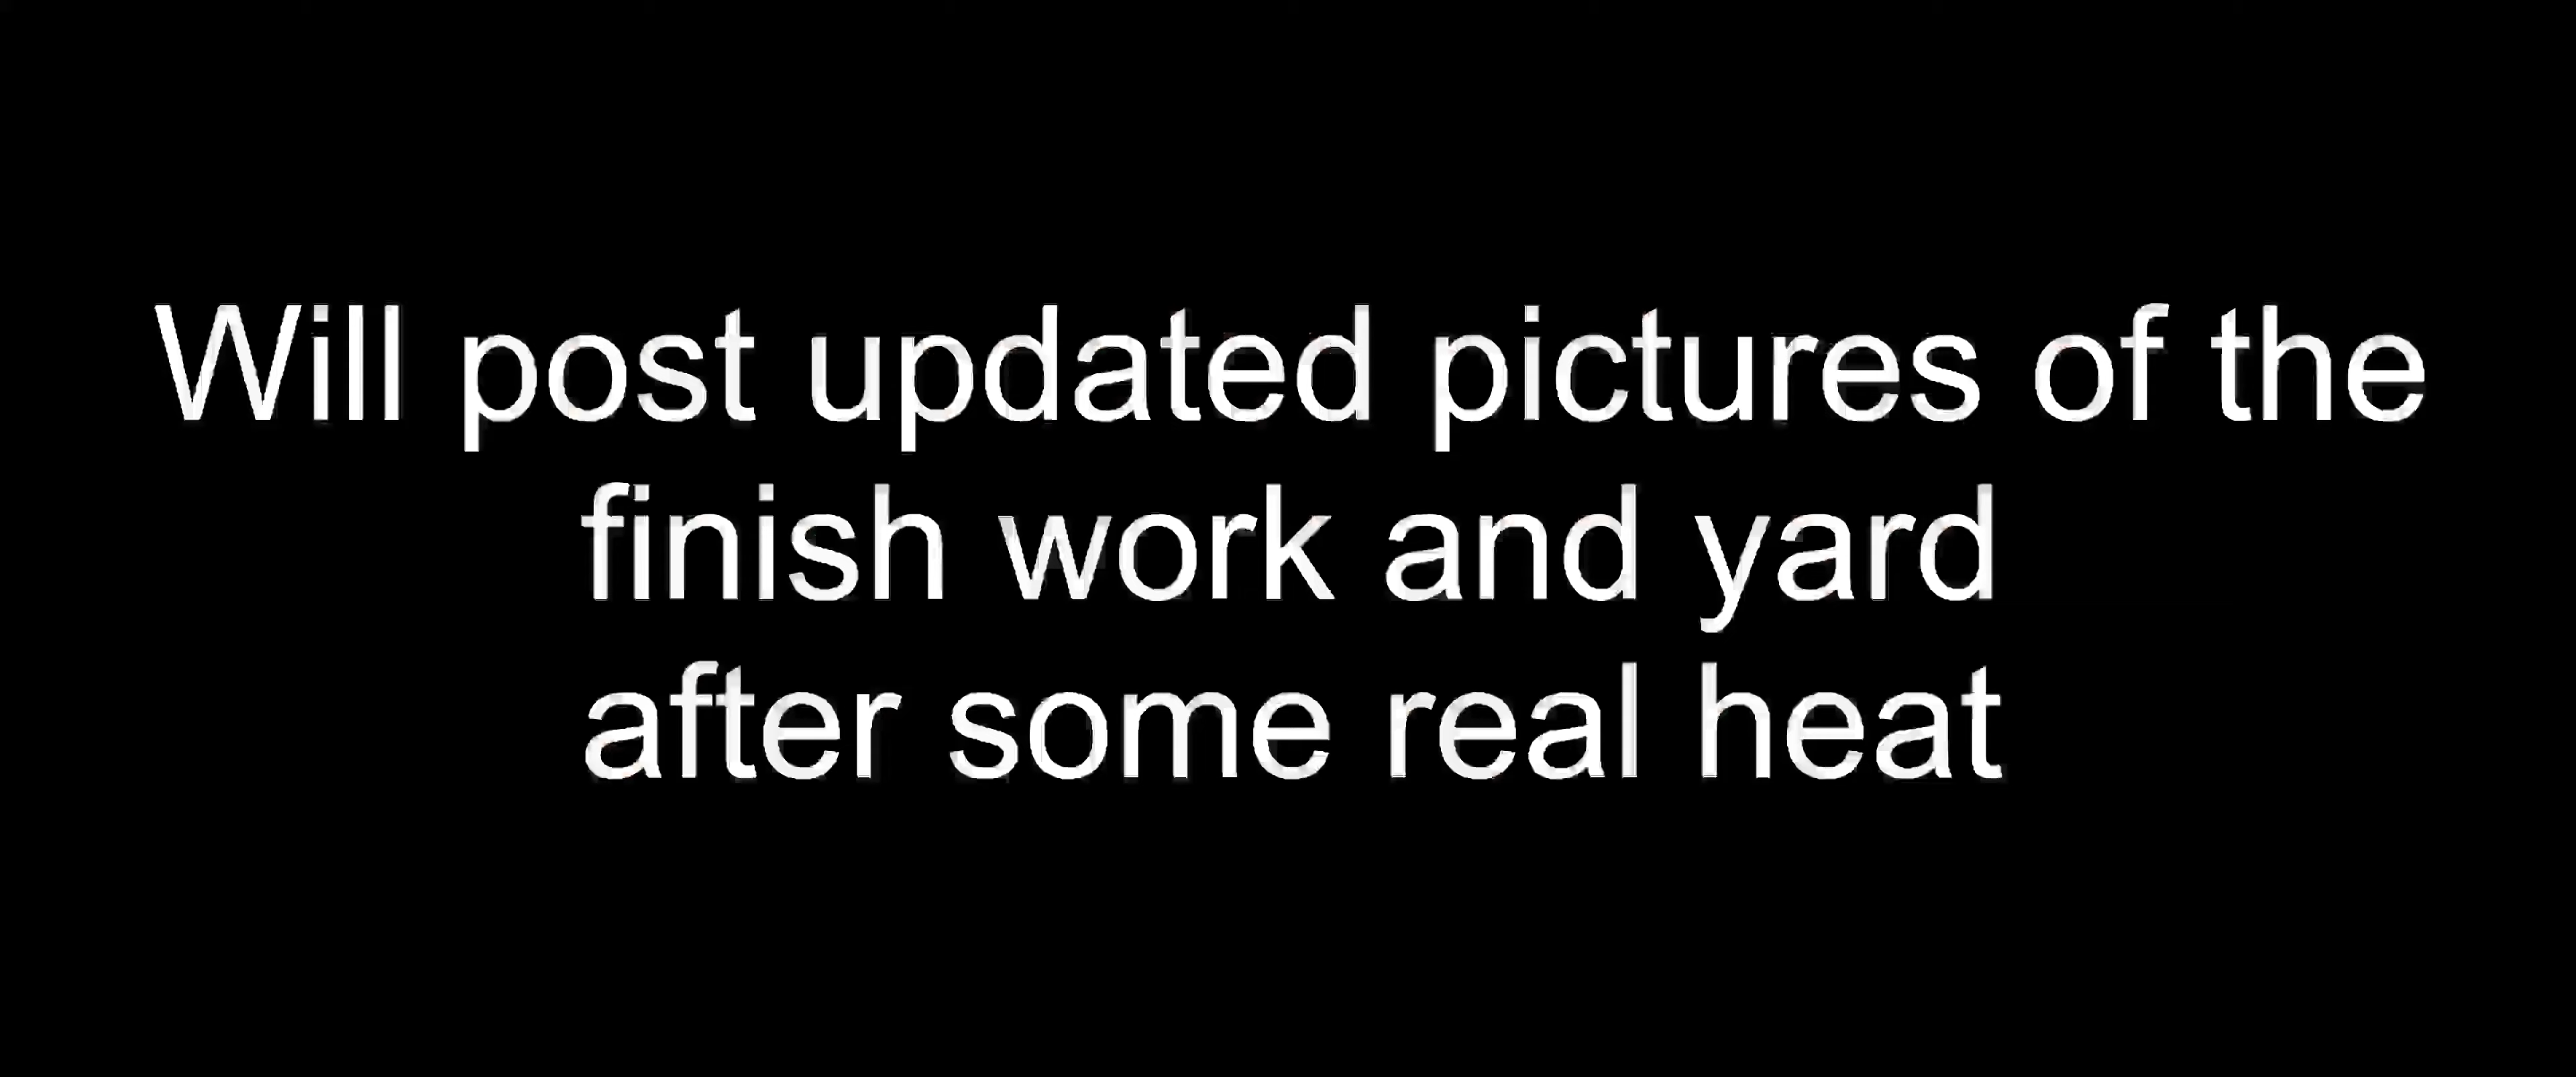 Will post updated pictures of the
finish work and yard
after some real heat